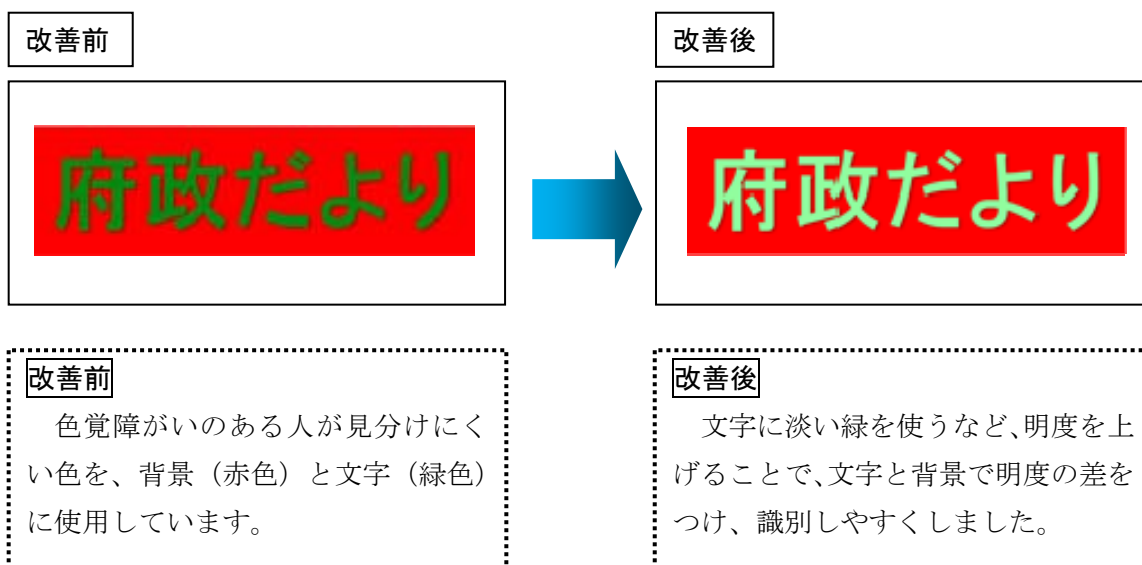 改善前
府政だより
改善後
府政だより
改善前
色覚障がいのある人が見分けにく
い色を、背景（赤色）と文字（緑色）
に使用しています。
改善後
文字に淡い緑を使うなど、明度を上
げることで、文字と背景で明度の差を
つけ、識別しやすくしました。